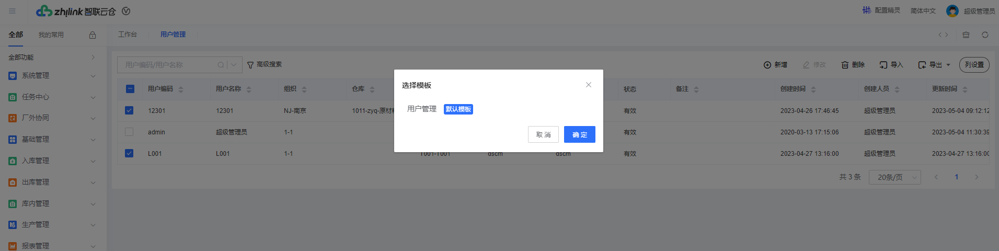 zhilink 智联云仓
配置精灵 简体中文 超级管理员
全部 我的常用
工作台 用户管理
全部功能
系统管理
任务中心
厂外协同
基础管理
入库管理
出库管理
库内管理
生产管理
报表管理
用户编码/用户名称 高级搜索
新增 修改 删除 导入 导出 列设置
用户编码 用户名称 组织 仓库 状态 备注 创建时间 创建人员 更新时间
12301 12301 NJ-南京 1011-zyq-原材 有效 2023-04-26 17:46:45 超级管理员 2023-05-04 09:12:12
admin 超级管理员 1-1 有效 2020-03-13 17:15:06 超级管理员 2023-05-04 11:30:39
L001 L001 1-1 T001-T001 dscm dscm 有效 2023-04-27 13:16:00 超级管理员 2023-04-27 13:16:00
共 3 条 20条/页 1
选择模板
用户管理 默认模板
取 消 确 定